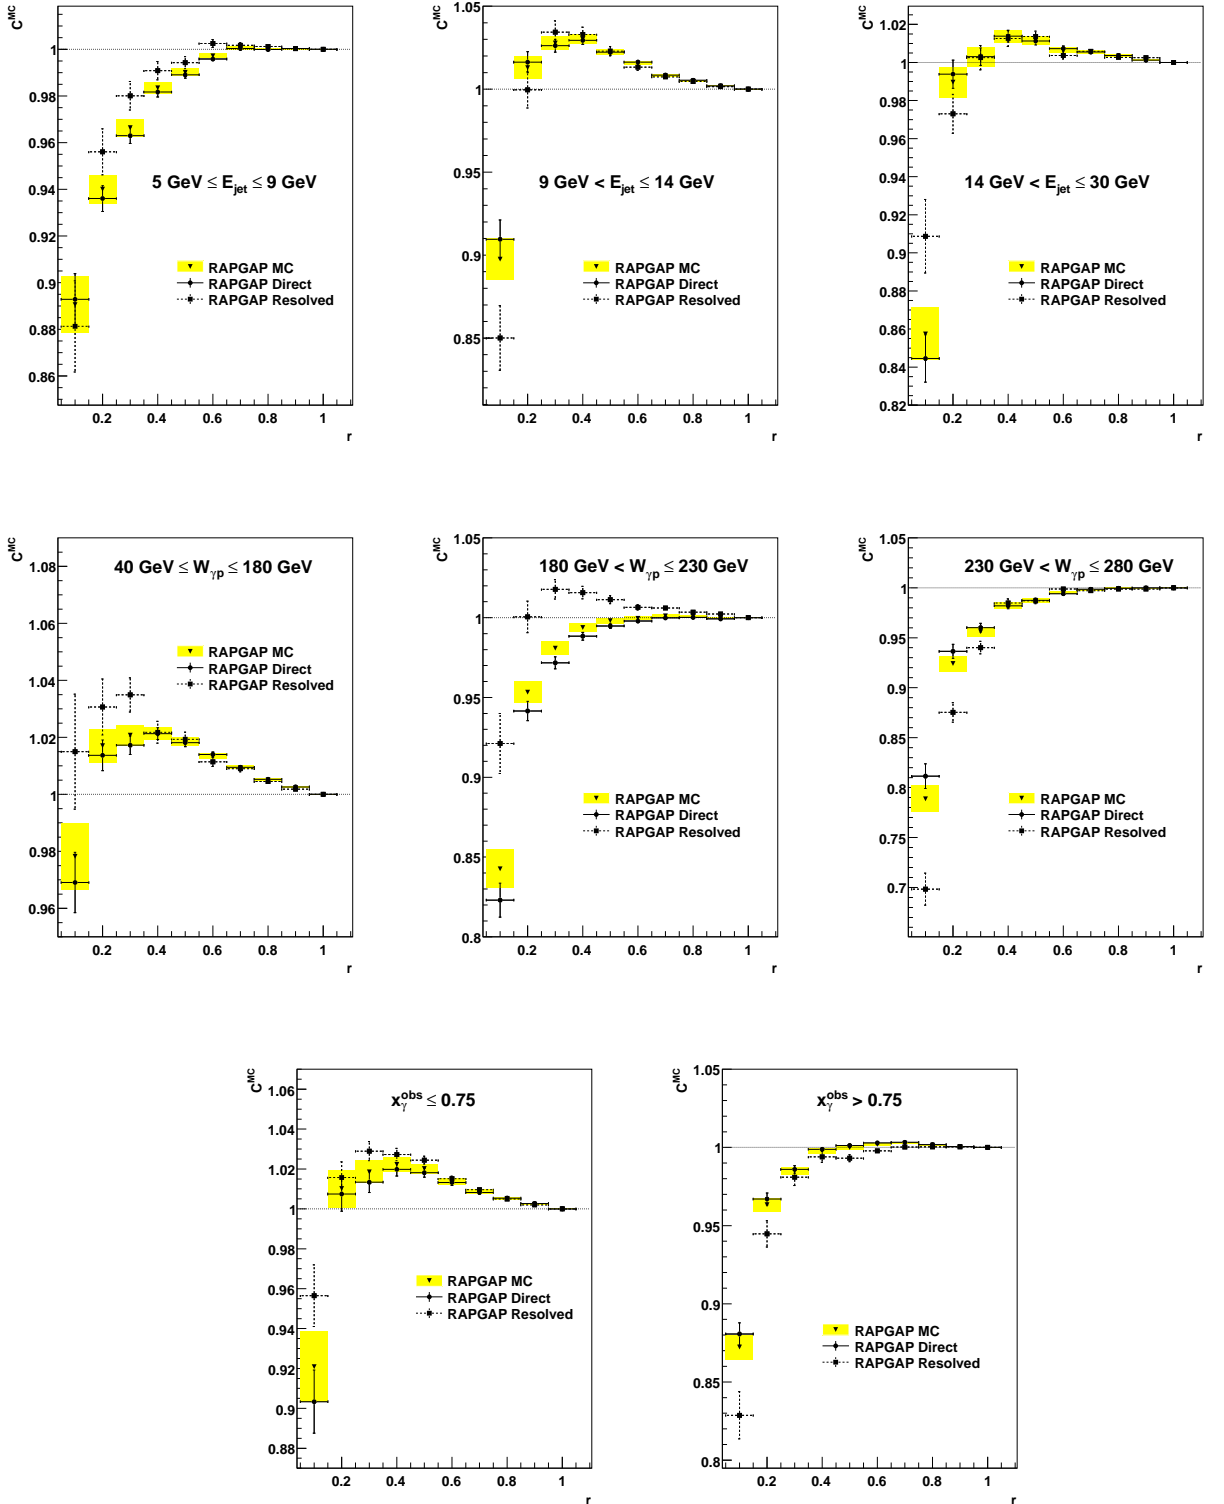 C^MC
1
0.98
0.96
0.94
0.92
0.9
0.88
0.86
5 GeV ≤ E_jet ≤ 9 GeV
RAPGAP MC
RAPGAP Direct
RAPGAP Resolved
0.2 0.4 0.6 0.8 1
r
C^MC
1.05
1
0.95
0.9
0.85
9 GeV < E_jet ≤ 14 GeV
RAPGAP MC
RAPGAP Direct
RAPGAP Resolved
0.2 0.4 0.6 0.8 1
r
C^MC
1.02
1
0.98
0.96
0.94
0.92
0.9
0.88
0.86
0.84
0.82
14 GeV < E_jet ≤ 30 GeV
RAPGAP MC
RAPGAP Direct
RAPGAP Resolved
0.2 0.4 0.6 0.8 1
r
C^MC
1.08
1.06
1.04
1.02
1
0.98
0.96
40 GeV ≤ W_γp ≤ 180 GeV
RAPGAP MC
RAPGAP Direct
RAPGAP Resolved
0.2 0.4 0.6 0.8 1
r
C^MC
1.05
1
0.95
0.9
0.85
0.8
180 GeV < W_γp ≤ 230 GeV
RAPGAP MC
RAPGAP Direct
RAPGAP Resolved
0.2 0.4 0.6 0.8 1
r
C^MC
1.05
1
0.95
0.9
0.85
0.8
0.75
0.7
230 GeV < W_γp ≤ 280 GeV
RAPGAP MC
RAPGAP Direct
RAPGAP Resolved
0.2 0.4 0.6 0.8 1
r
C^MC
1.06
1.04
1.02
1
0.98
0.96
0.94
0.92
0.9
0.88
x_γ^obs ≤ 0.75
RAPGAP MC
RAPGAP Direct
RAPGAP Resolved
0.2 0.4 0.6 0.8 1
r
C^MC
1.05
1
0.95
0.9
0.85
0.8
x_γ^obs > 0.75
RAPGAP MC
RAPGAP Direct
RAPGAP Resolved
0.2 0.4 0.6 0.8 1
r